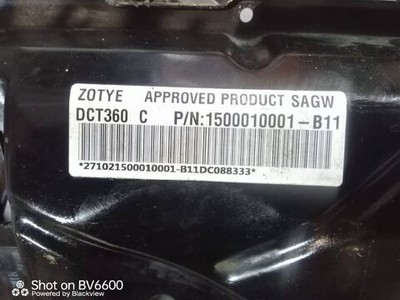 ZOTYE APPROVED PRODUCT SAGW
DCT360 C P/N:1500010001-B11
*271021500010001-B11DC088333*
Shot on BV6600
Powered by Blackview